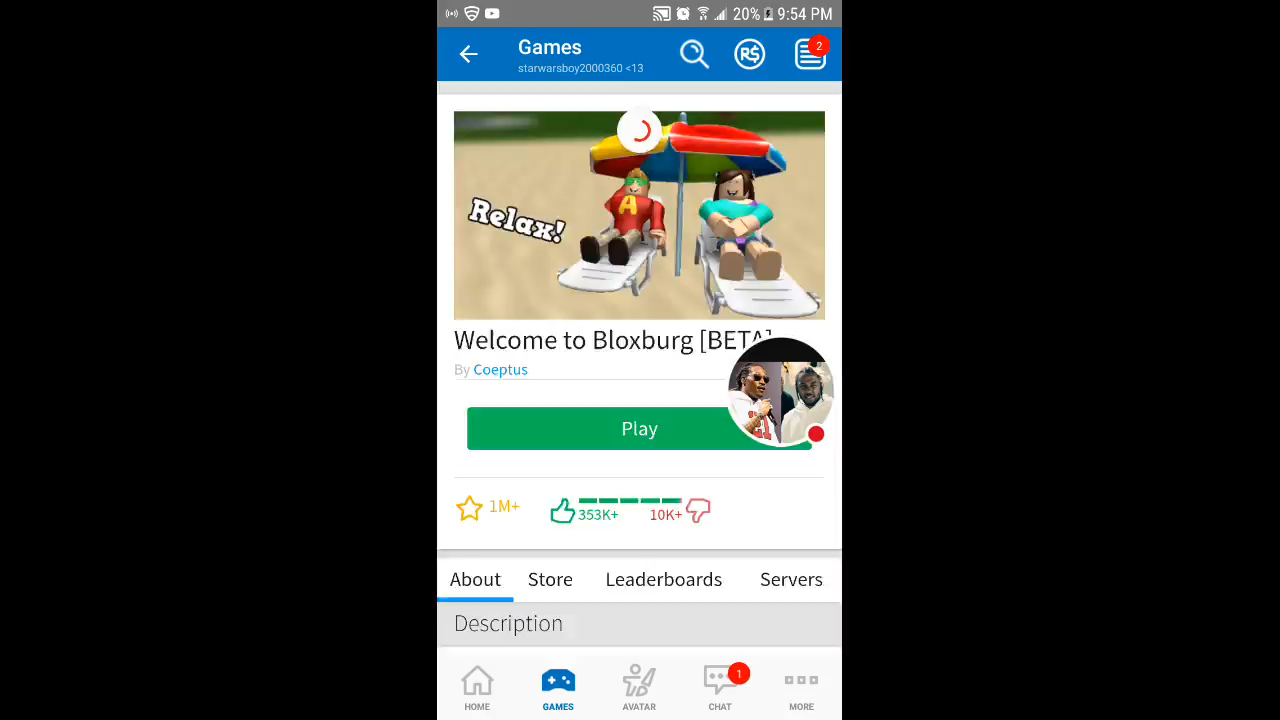 20% 9:54 PM
Games
starwarsboy2000360 <13
R$
2
Relax!
A
Welcome to Bloxburg [BETA]
By Coeptus
Play
1M+
353K+
10K+
About Store Leaderboards Servers
Description
1
HOME GAMES AVATAR CHAT MORE